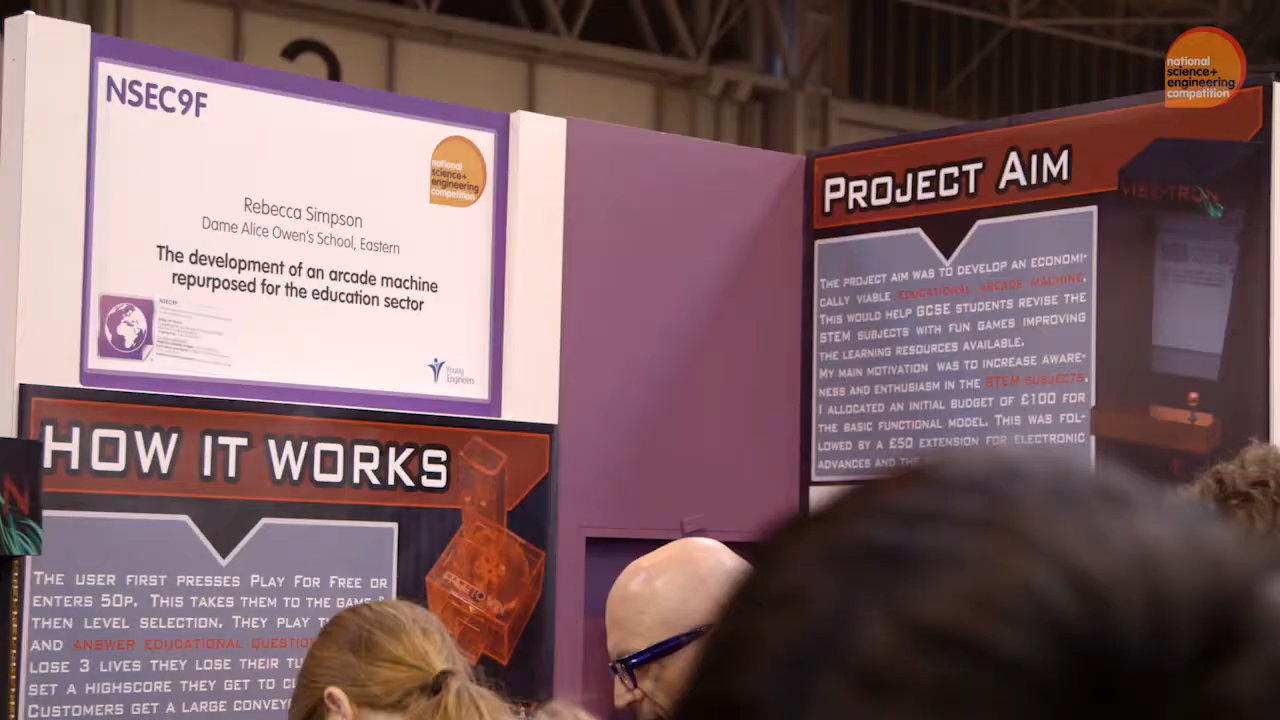 NSEC9F
national
science+
engineering
competition
Rebecca Simpson
Dame Alice Owen's School, Eastern
The development of an arcade machine
repurposed for the education sector
NSEC9F
Young
Engineers
HOW IT WORKS
THE USER FIRST PRESSES PLAY FOR FREE OR
ENTERS 50P. THIS TAKES THEM TO THE GAME &
THEN LEVEL SELECTION. THEY PLAY
AND ANSWER EDUCATIONAL
LOSE 3 LIVES THEY LOSE THEIR
SET A HIGHSCORE THEY GET TO
CUSTOMERS GET A LARGE
PROJECT AIM
THE PROJECT AIM WAS TO DEVELOP AN ECONOMI-
CALLY VIABLE EDUCATIONAL ARCADE MACHINE.
THIS WOULD HELP GCSE STUDENTS REVISE THE
STEM SUBJECTS WITH FUN GAMES IMPROVING
THE LEARNING RESOURCES AVAILABLE.
MY MAIN MOTIVATION WAS TO INCREASE AWARE-
NESS AND ENTHUSIASM IN THE STEM SUBJECTS.
I ALLOCATED AN INITIAL BUDGET OF £100 FOR
THE BASIC FUNCTIONAL MODEL. THIS WAS FOL-
LOWED BY A £50 EXTENSION FOR ELECTRONIC
ADVANCES AND THE
national
science+
engineering
competition